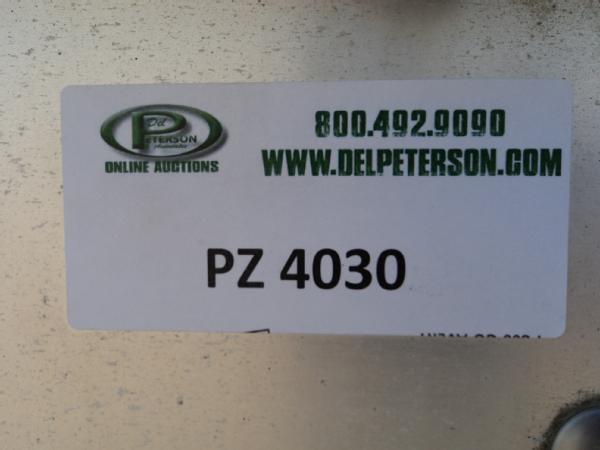 Del
PETERSON
ONLINE AUCTIONS
800.492.9090
WWW.DELPETERSON.COM
PZ 4030